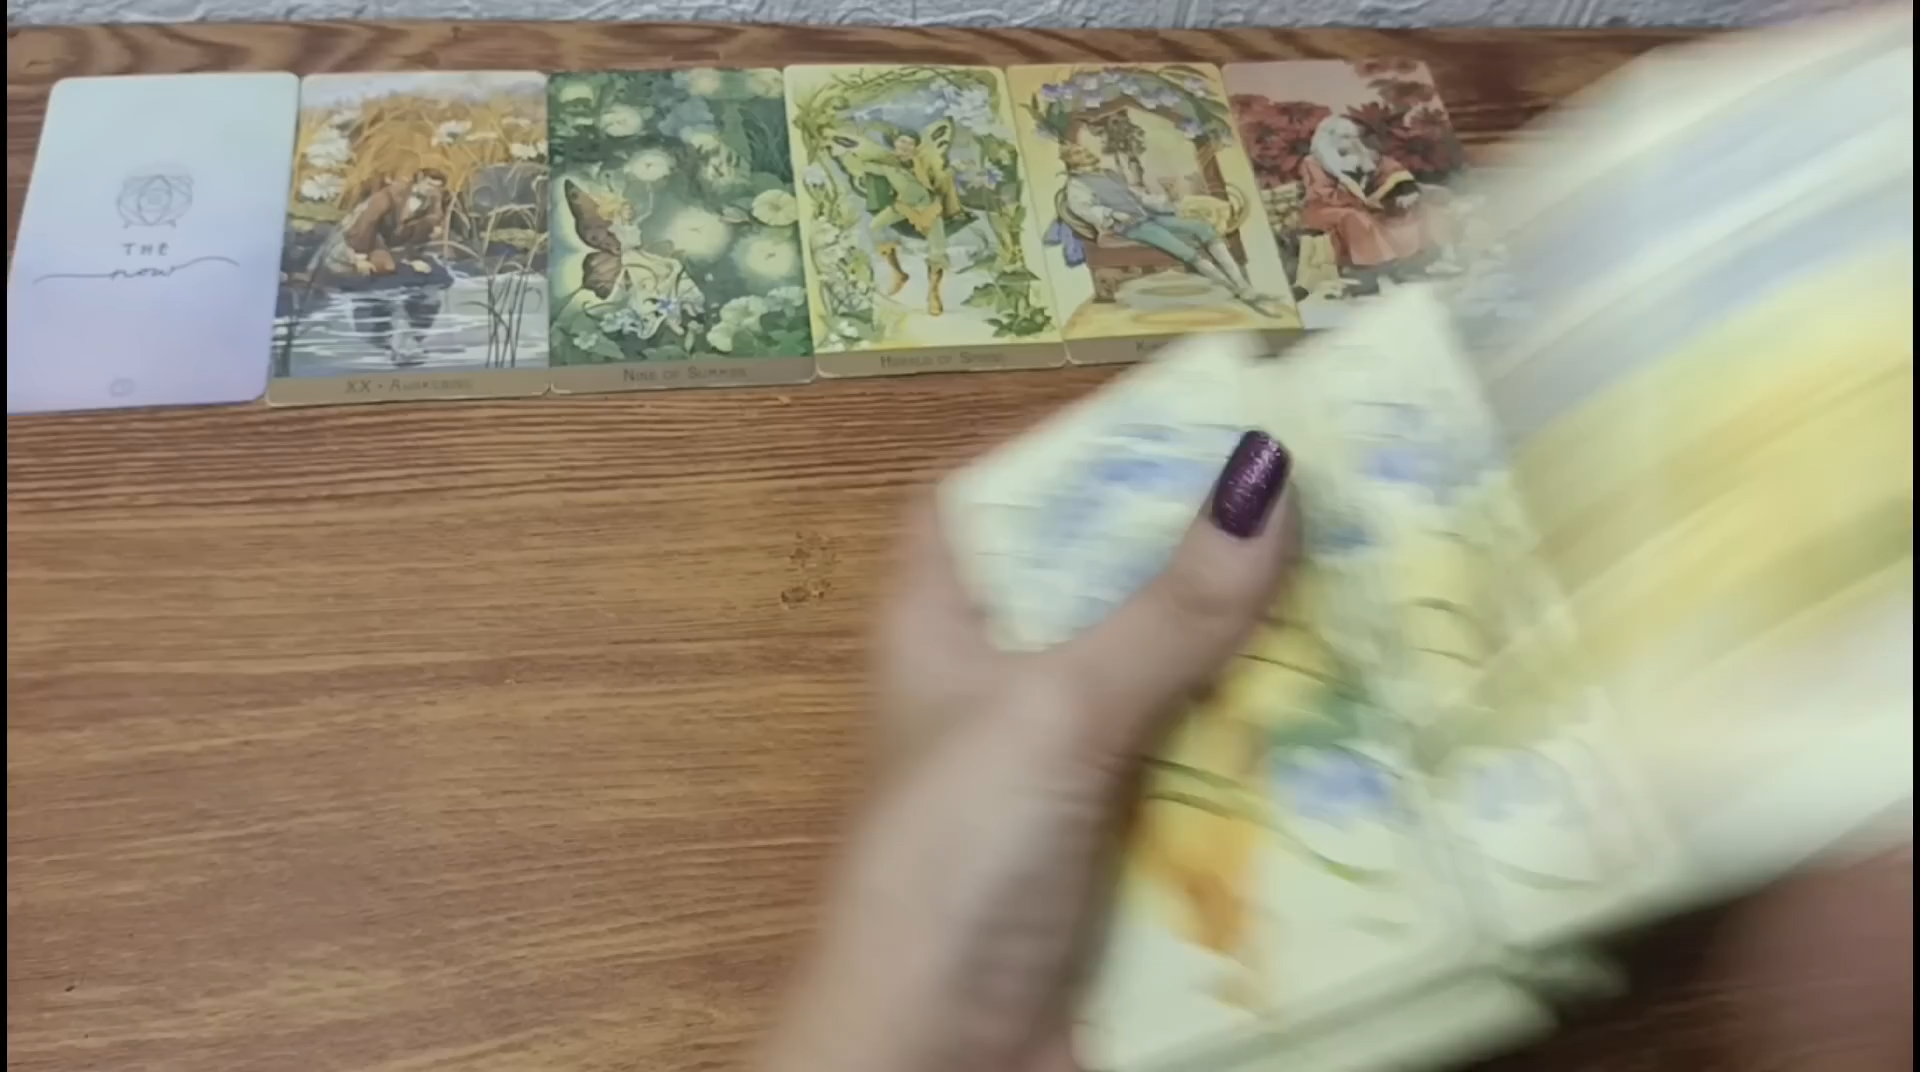 THE
now
XX • AWAKENING
NINE OF SUMMER
HERALD OF SPRING